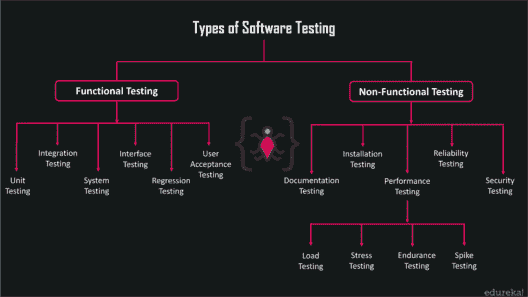 Types of Software Testing
Functional Testing
Non-Functional Testing
Integration
Testing
Interface
Testing
User
Acceptance
Testing
Unit
Testing
System
Testing
Regression
Testing
Installation
Testing
Reliability
Testing
Documentation
Testing
Performance
Testing
Security
Testing
Load
Testing
Stress
Testing
Endurance
Testing
Spike
Testing
edureka!